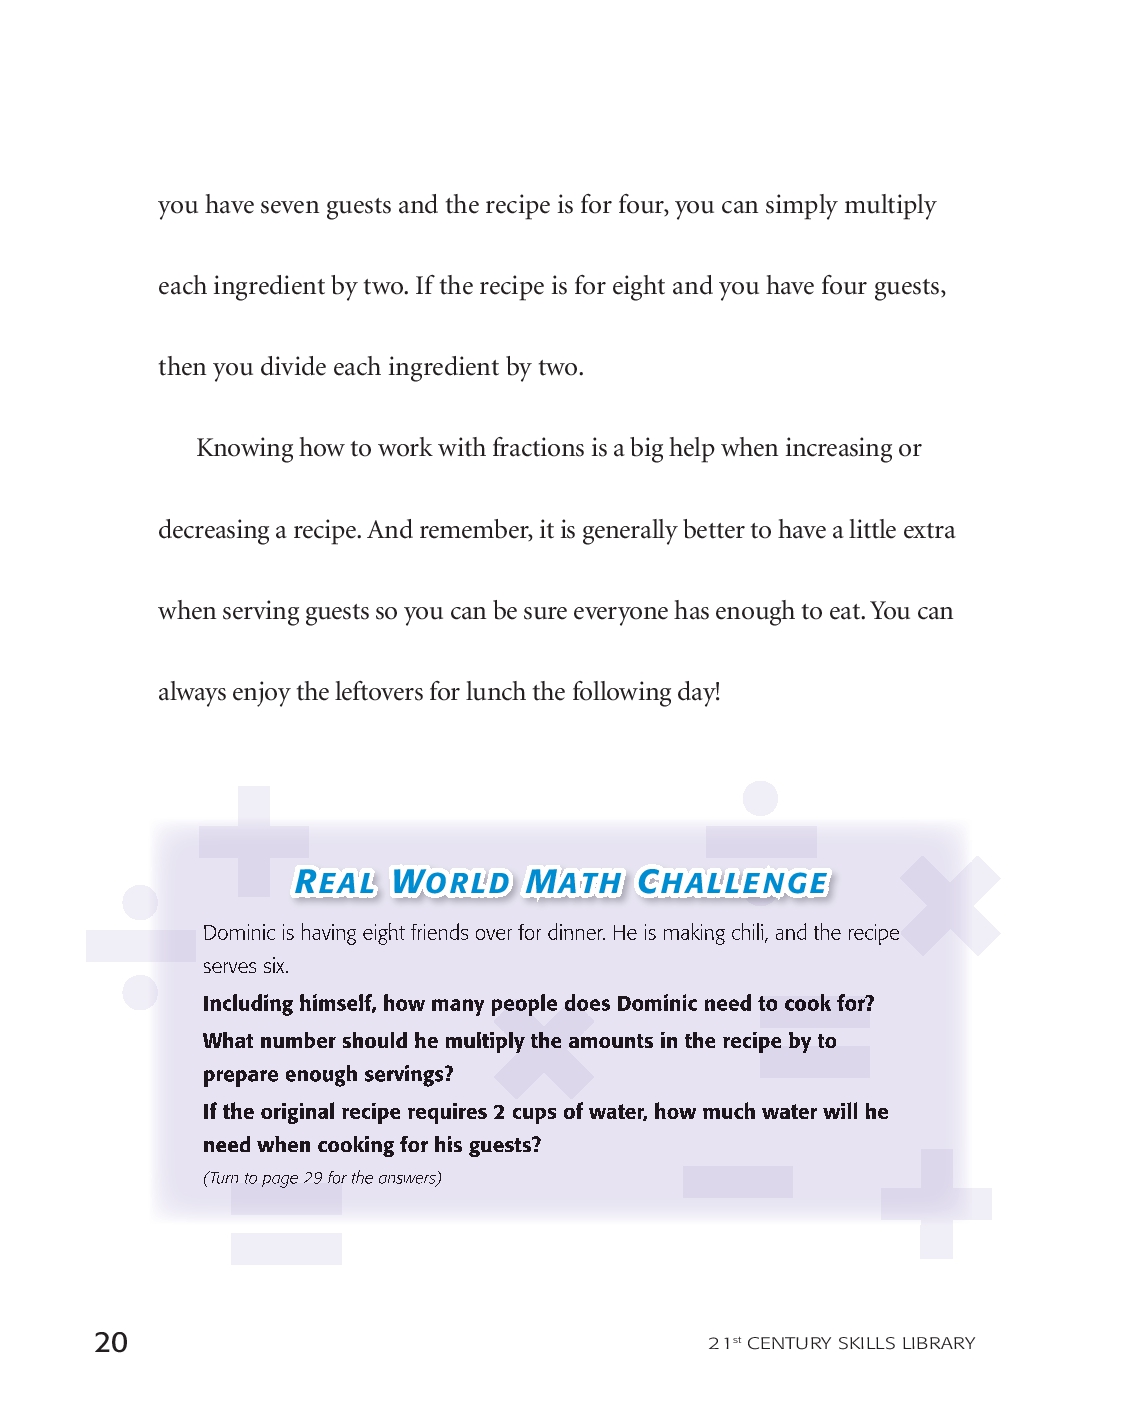 you have seven guests and the recipe is for four, you can simply multiply
each ingredient by two. If the recipe is for eight and you have four guests,
then you divide each ingredient by two.
Knowing how to work with fractions is a big help when increasing or
decreasing a recipe. And remember, it is generally better to have a little extra
when serving guests so you can be sure everyone has enough to eat. You can
always enjoy the leftovers for lunch the following day!
REAL WORLD MATH CHALLENGE
Dominic is having eight friends over for dinner. He is making chili, and the recipe
serves six.
Including himself, how many people does Dominic need to cook for?
What number should he multiply the amounts in the recipe by to
prepare enough servings?
If the original recipe requires 2 cups of water, how much water will he
need when cooking for his guests?
(Turn to page 29 for the answers)
20
21st CENTURY SKILLS LIBRARY